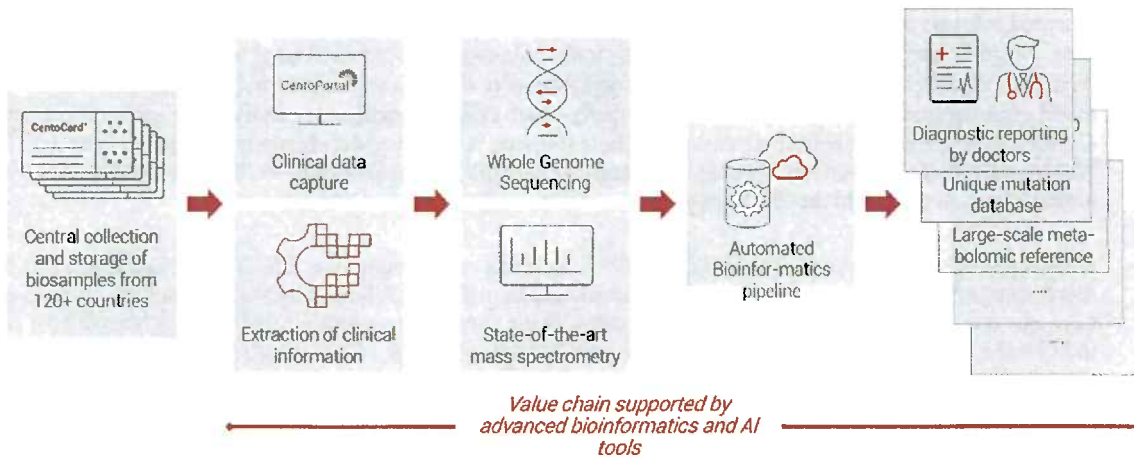 CentoCard®
Central collection
and storage of
biosamples from
120+ countries
CentoPortal
Clinical data
capture
Extraction of clinical
information
Whole Genome
Sequencing
State-of-the-art
mass spectrometry
Automated
Bioinfor-matics
pipeline
Diagnostic reporting
by doctors
Unique mutation
database
Large-scale meta-
bolomic reference
....
....
Value chain supported by
advanced bioinformatics and AI
tools